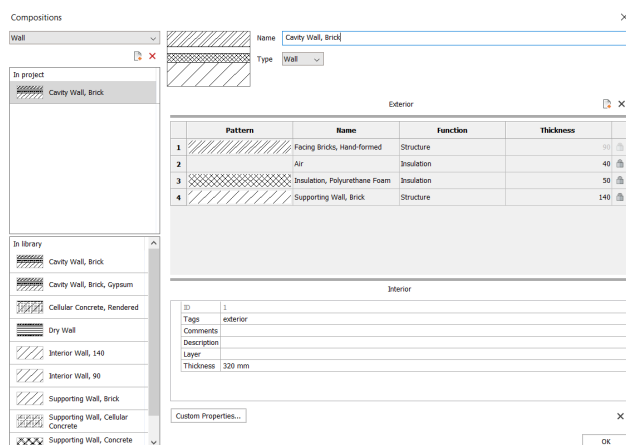 Compositions
Wall
In project
Cavity Wall, Brick
In library
Cavity Wall, Brick
Cavity Wall, Brick, Gypsum
Cellular Concrete, Rendered
Dry Wall
Interior Wall, 140
Interior Wall, 90
Supporting Wall, Brick
Supporting Wall, Cellular
Concrete
Supporting Wall, Concrete
Name Cavity Wall, Brick
Type Wall
Exterior
Pattern Name Function Thickness
1 Facing Bricks, Hand-formed Structure 90
2 Air Insulation 40
3 Insulation, Polyurethane Foam Insulation 50
4 Supporting Wall, Brick Structure 140
Interior
ID 1
Tags exterior
Comments
Description
Layer
Thickness 320 mm
Custom Properties...
OK